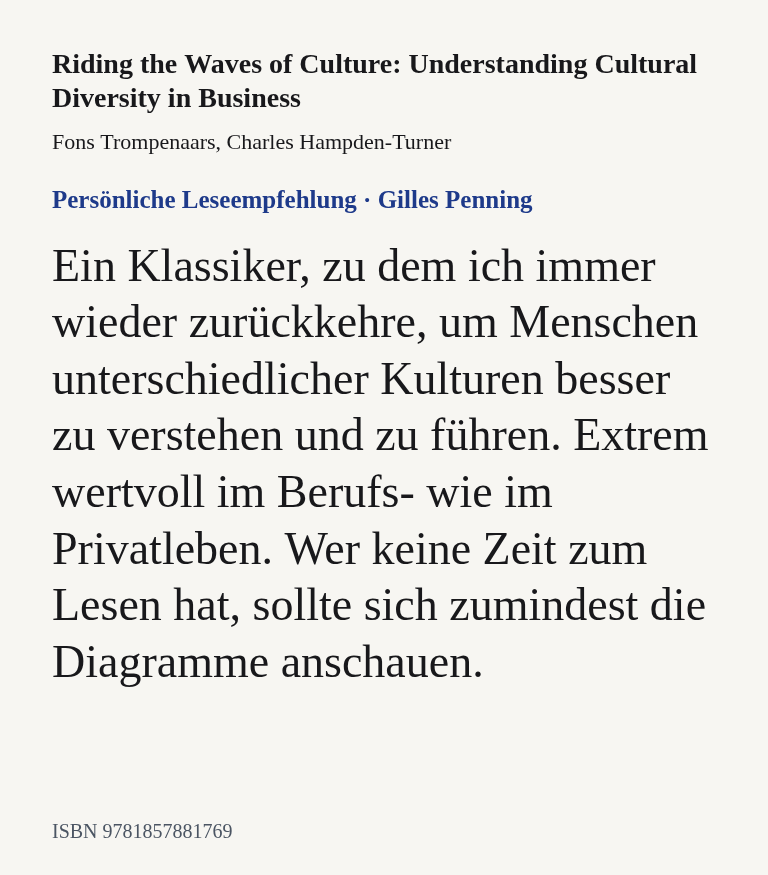 Riding the Waves of Culture: Understanding Cultural
Diversity in Business
Fons Trompenaars, Charles Hampden-Turner
Persönliche Leseempfehlung · Gilles Penning
Ein Klassiker, zu dem ich immer
wieder zurückkehre, um Menschen
unterschiedlicher Kulturen besser
zu verstehen und zu führen. Extrem
wertvoll im Berufs- wie im
Privatleben. Wer keine Zeit zum
Lesen hat, sollte sich zumindest die
Diagramme anschauen.
ISBN 9781857881769